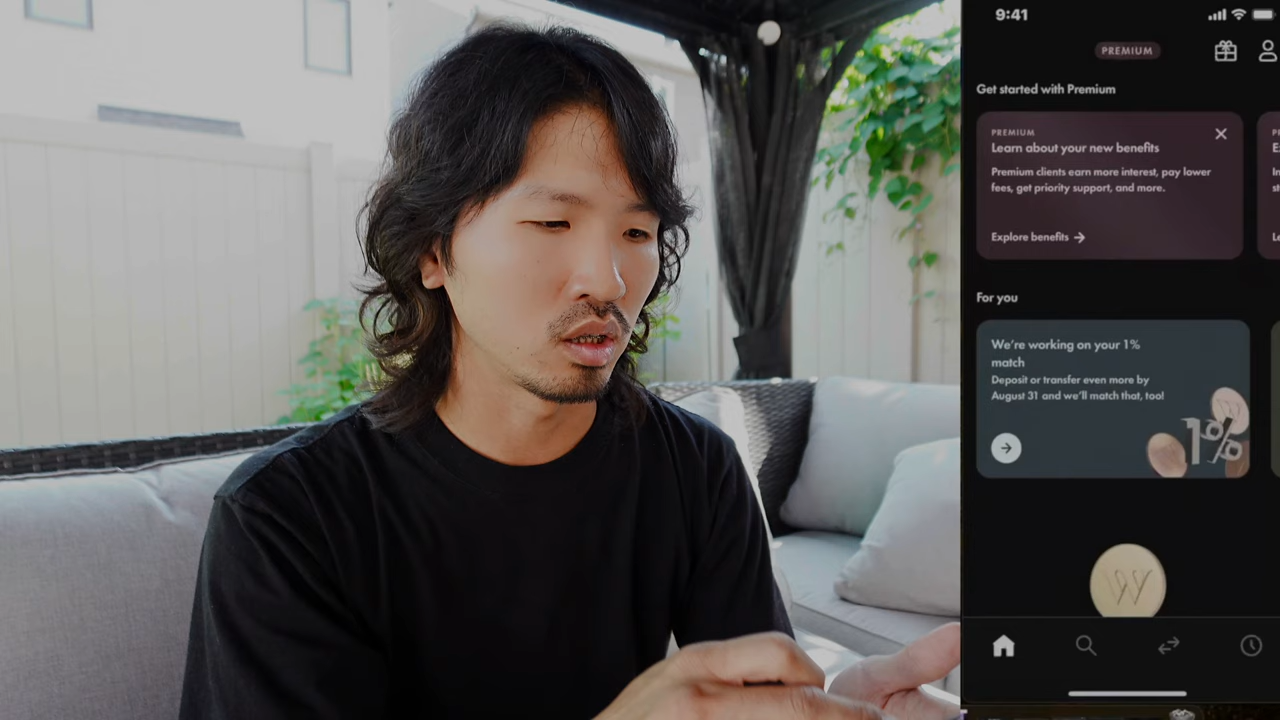 9:41
PREMIUM
Get started with Premium
PREMIUM
Learn about your new benefits
Premium clients earn more interest, pay lower
fees, get priority support, and more.
Explore benefits →
For you
We're working on your 1%
match
Deposit or transfer even more by
August 31 and we'll match that, too!
1%
W